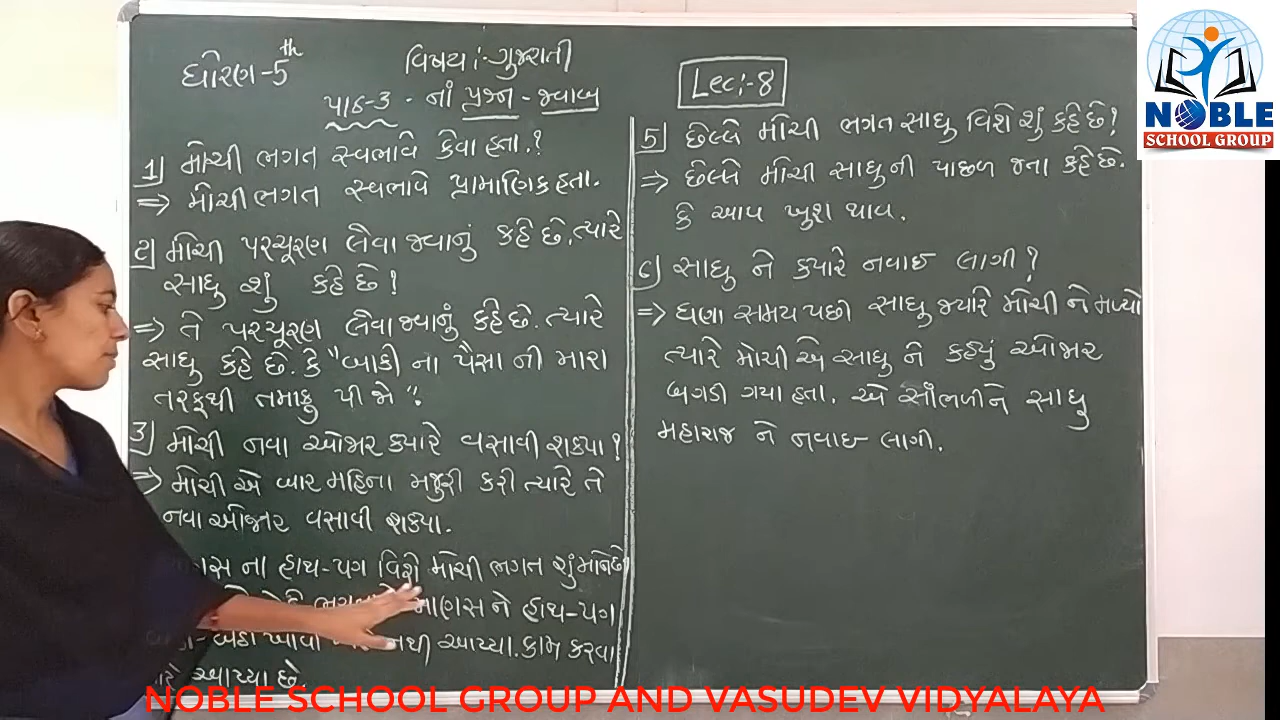 ધોરણ-5th
વિષય:-ગુજરાતી
Lec:-8
પાઠ-3 - નાં પ્રશ્ન - જવાબ
1) મોચી ભગત સ્વભાવે કેવા હતા.?
=> મોચી ભગત સ્વભાવે પ્રામાણિક હતા.
2) મોચી પરચૂરણ લેવા જવાનું કહે છે. ત્યારે
સાધુ શું કહે છે?
=> તે પરચૂરણ લેવા જવાનું કહે છે. ત્યારે
સાધુ કહે છે. કે "બાકી ના પૈસા ની મારા
તરફથી તમાકુ પી જો".
3) મોચી નવા ઓજાર ક્યારે વસાવી શક્યા?
=> મોચી એ બાર મહિના મજુરી કરી ત્યારે તે
નવા ઓજાર વસાવી શક્યા.
ના હાથ-પગ વિશે મોચી ભગત શું માને છે
માણસ ને હાથ-પગ
નથી આપ્યા. કામ કરવા
આપ્યા છે.
5) છેલ્લે મોચી ભગત સાધુ વિશે શું કહે છે?
=> છેલ્લે મોચી સાધુ ની પાછળ જતા કહે છે.
કે આપ ખુશ થાવ.
6) સાધુ ને ક્યારે નવાઇ લાગી?
=> ઘણા સમય પછી સાધુ જ્યારે મોચી ને મળ્યો
ત્યારે મોચી એ સાધુ ને કહ્યું ઓજાર
બગડી ગયા હતા. એ સાંભળીને સાધુ
મહારાજ ને નવાઇ લાગી.
NOBLE
SCHOOL GROUP
NOBLE SCHOOL GROUP AND VASUDEV VIDYALAYA